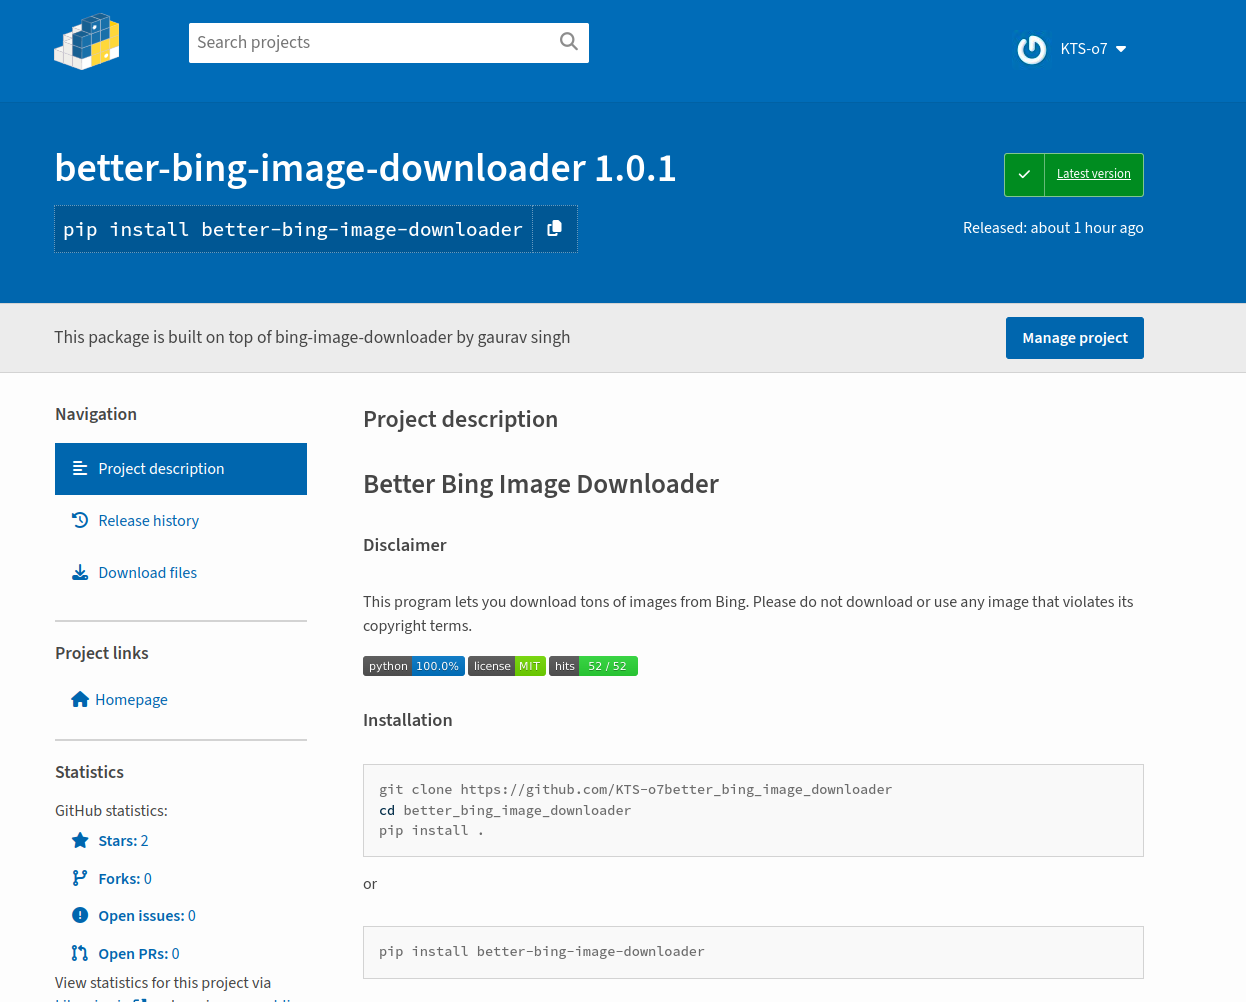 Search projects
KTS-o7
better-bing-image-downloader 1.0.1
Latest version
pip install better-bing-image-downloader
Released: about 1 hour ago
This package is built on top of bing-image-downloader by gaurav singh
Manage project
Navigation
Project description
Release history
Download files
Project links
Homepage
Statistics
GitHub statistics:
Stars: 2
Forks: 0
Open issues: 0
Open PRs: 0
View statistics for this project via
Project description
Better Bing Image Downloader
Disclaimer
This program lets you download tons of images from Bing. Please do not download or use any image that violates its
copyright terms.
python 100.0% license MIT hits 52 / 52
Installation
git clone https://github.com/KTS-o7better_bing_image_downloader
cd better_bing_image_downloader
pip install .
or
pip install better-bing-image-downloader